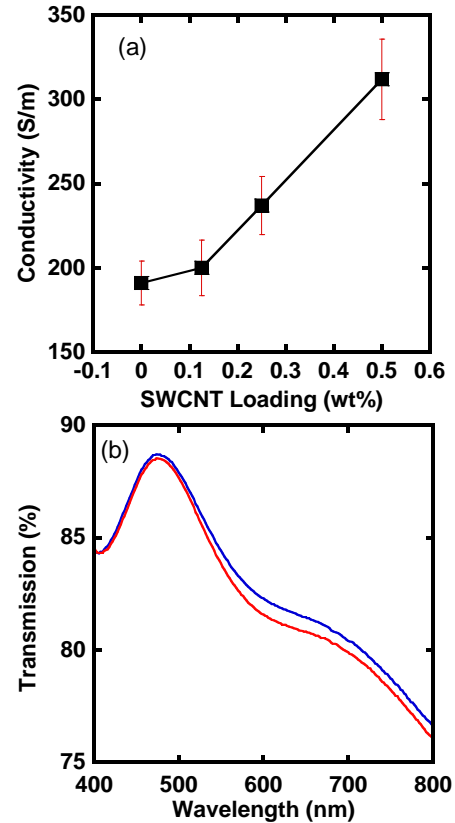 (a)
Conductivity (S/m)
350
300
250
200
150
-0.1 0 0.1 0.2 0.3 0.4 0.5 0.6
SWCNT Loading (wt%)
(b)
Transmission (%)
90
85
80
75
400 500 600 700 800
Wavelength (nm)